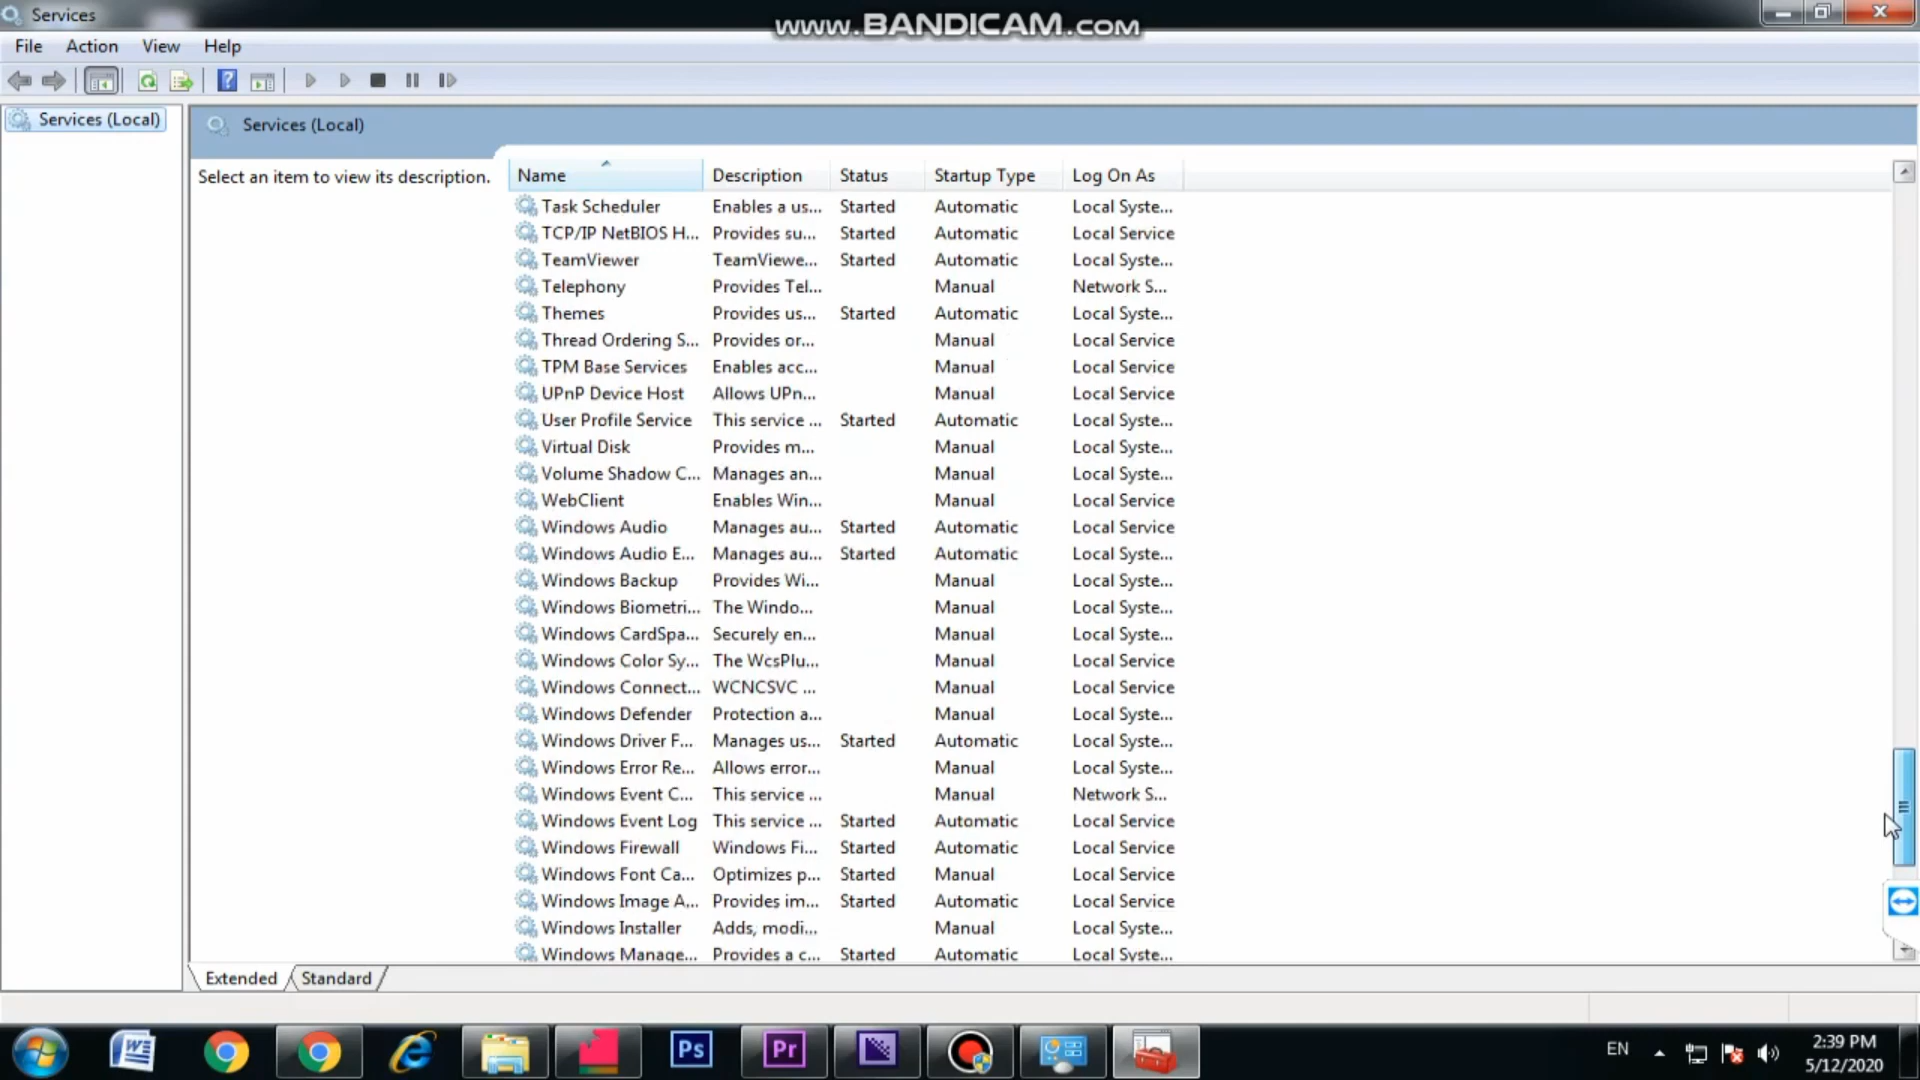 Services
www.BANDICAM.com
File Action View Help
Services (Local)
Services (Local)
Select an item to view its description.
Name Description Status Startup Type Log On As
Task Scheduler Enables a us... Started Automatic Local Syste...
TCP/IP NetBIOS H... Provides su... Started Automatic Local Service
TeamViewer TeamViewe... Started Automatic Local Syste...
Telephony Provides Tel... Manual Network S...
Themes Provides us... Started Automatic Local Syste...
Thread Ordering S... Provides or... Manual Local Service
TPM Base Services Enables acc... Manual Local Service
UPnP Device Host Allows UPn... Manual Local Service
User Profile Service This service ... Started Automatic Local Syste...
Virtual Disk Provides m... Manual Local Syste...
Volume Shadow C... Manages an... Manual Local Syste...
WebClient Enables Win... Manual Local Service
Windows Audio Manages au... Started Automatic Local Service
Windows Audio E... Manages au... Started Automatic Local Syste...
Windows Backup Provides Wi... Manual Local Syste...
Windows Biometri... The Windo... Manual Local Syste...
Windows CardSpa... Securely en... Manual Local Syste...
Windows Color Sy... The WcsPlu... Manual Local Service
Windows Connect... WCNCSVC ... Manual Local Service
Windows Defender Protection a... Manual Local Syste...
Windows Driver F... Manages us... Started Automatic Local Syste...
Windows Error Re... Allows error... Manual Local Syste...
Windows Event C... This service ... Manual Network S...
Windows Event Log This service ... Started Automatic Local Service
Windows Firewall Windows Fi... Started Automatic Local Service
Windows Font Ca... Optimizes p... Started Manual Local Service
Windows Image A... Provides im... Started Automatic Local Service
Windows Installer Adds, modi... Manual Local Syste...
Windows Manage... Provides a c... Started Automatic Local Syste...
Extended Standard
W Ps Pr EN 2:39 PM
5/12/2020